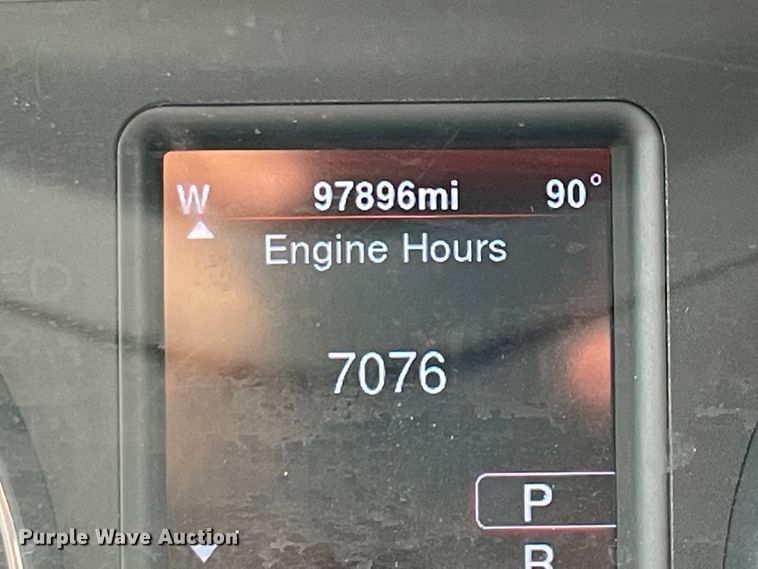 W 97896mi 90°
Engine Hours
7076
P
R
Purple Wave Auction